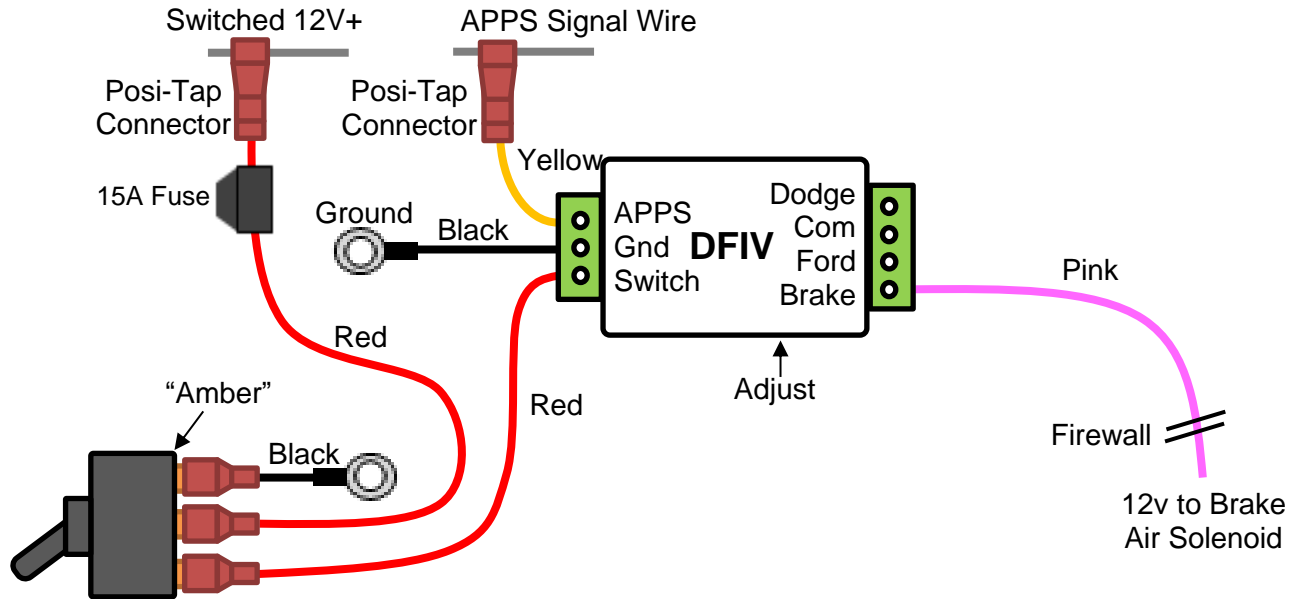 Switched 12V+
APPS Signal Wire
Posi-Tap
Connector
Posi-Tap
Connector
Yellow
15A Fuse
Ground
Black
APPS
Gnd
Switch
DFIV
Dodge
Com
Ford
Brake
Pink
Red
Adjust
“Amber”
Red
Black
Firewall
12v to Brake
Air Solenoid